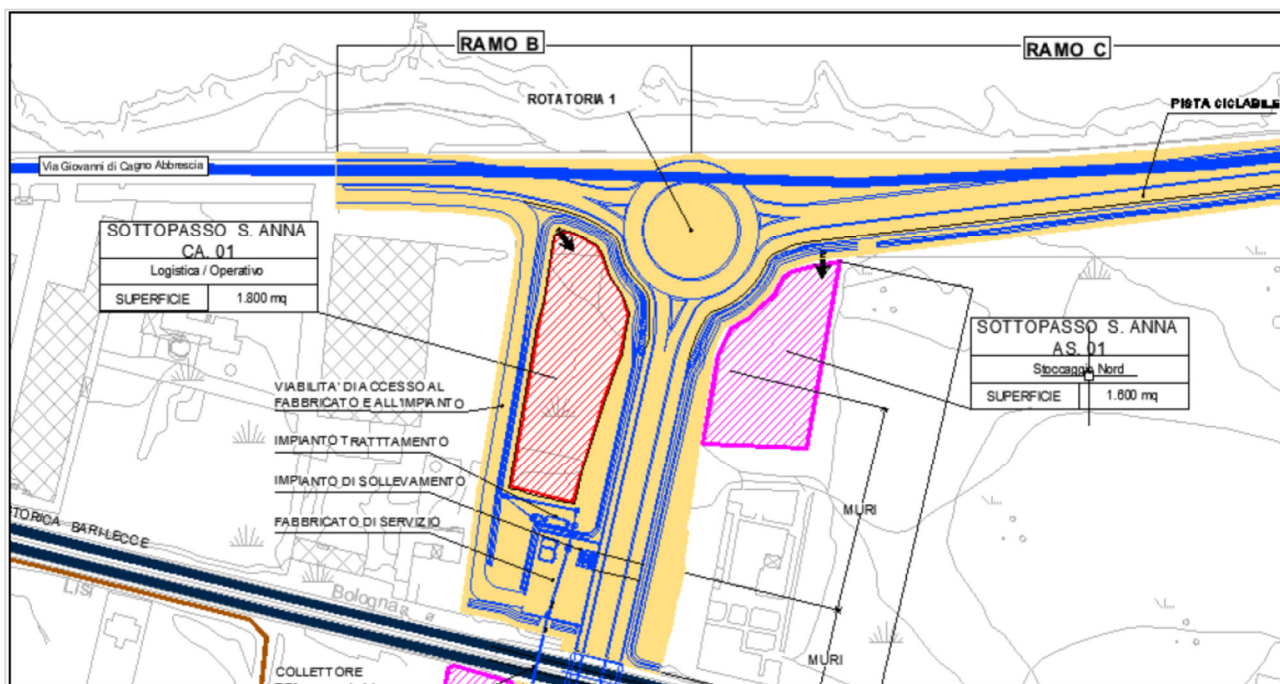 RAMO B
RAMO C
ROTATORIA 1
PISTA CICLABILE
Via Giovanni di Cagno Abbrescia
SOTTOPASSO S. ANNA
CA. 01
Logistica / Operativo
SUPERFICIE 1.800 mq
SOTTOPASSO S. ANNA
AS. 01
Stoccaggio Nord
SUPERFICIE 1.600 mq
VIABILITA' DI ACCESSO AL
FABBRICATO E ALL'IMPIANTO
IMPIANTO TRATTTAMENTO
IMPIANTO DI SOLLEVAMENTO
FABBRICATO DI SERVIZIO
MURI
TORICA BARI-LECCE
Lisi
Bologna
MURI
COLLETTORE